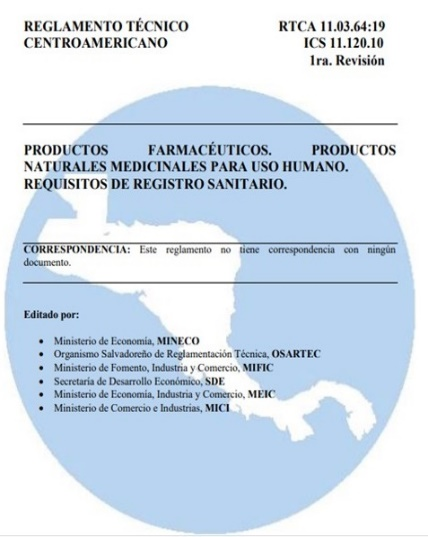 REGLAMENTO TÉCNICO RTCA 11.03.64:19
CENTROAMERICANO ICS 11.120.10
1ra. Revisión
PRODUCTOS FARMACÉUTICOS. PRODUCTOS
NATURALES MEDICINALES PARA USO HUMANO.
REQUISITOS DE REGISTRO SANITARIO.
CORRESPONDENCIA: Este reglamento no tiene correspondencia con ningún
documento.
Editado por:
• Ministerio de Economía, MINECO
• Organismo Salvadoreño de Reglamentación Técnica, OSARTEC
• Ministerio de Fomento, Industria y Comercio, MIFIC
• Secretaría de Desarrollo Económico, SDE
• Ministerio de Economía, Industria y Comercio, MEIC
• Ministerio de Comercio e Industrias, MICI